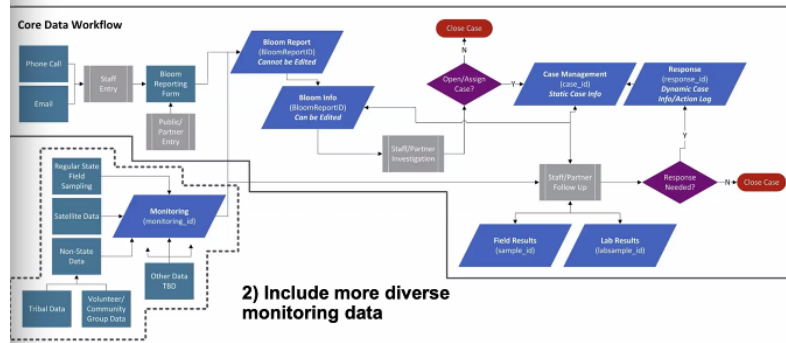 Core Data Workflow
Phone Call
Email
Staff
Entry
Bloom
Reporting
Form
Public/
Partner
Entry
Bloom Report
(BloomReportID)
Cannot be Edited
Bloom Info
(BloomReportID)
Can be Edited
Staff/Partner
Investigation
Close Case
N
Open/Assign
Case?
Y
Case Management
(case_id)
Static Case Info
Response
(response_id)
Dynamic Case
Info/Action Log
Y
Staff/Partner
Follow Up
Response
Needed?
N
Close Case
Field Results
(sample_id)
Lab Results
(labsample_id)
Regular State
Field
Sampling
Satellite Data
Non-State
Data
Monitoring
(monitoring_id)
Other Data
TBD
Tribal Data
Volunteer/
Community
Group Data
2) Include more diverse
monitoring data